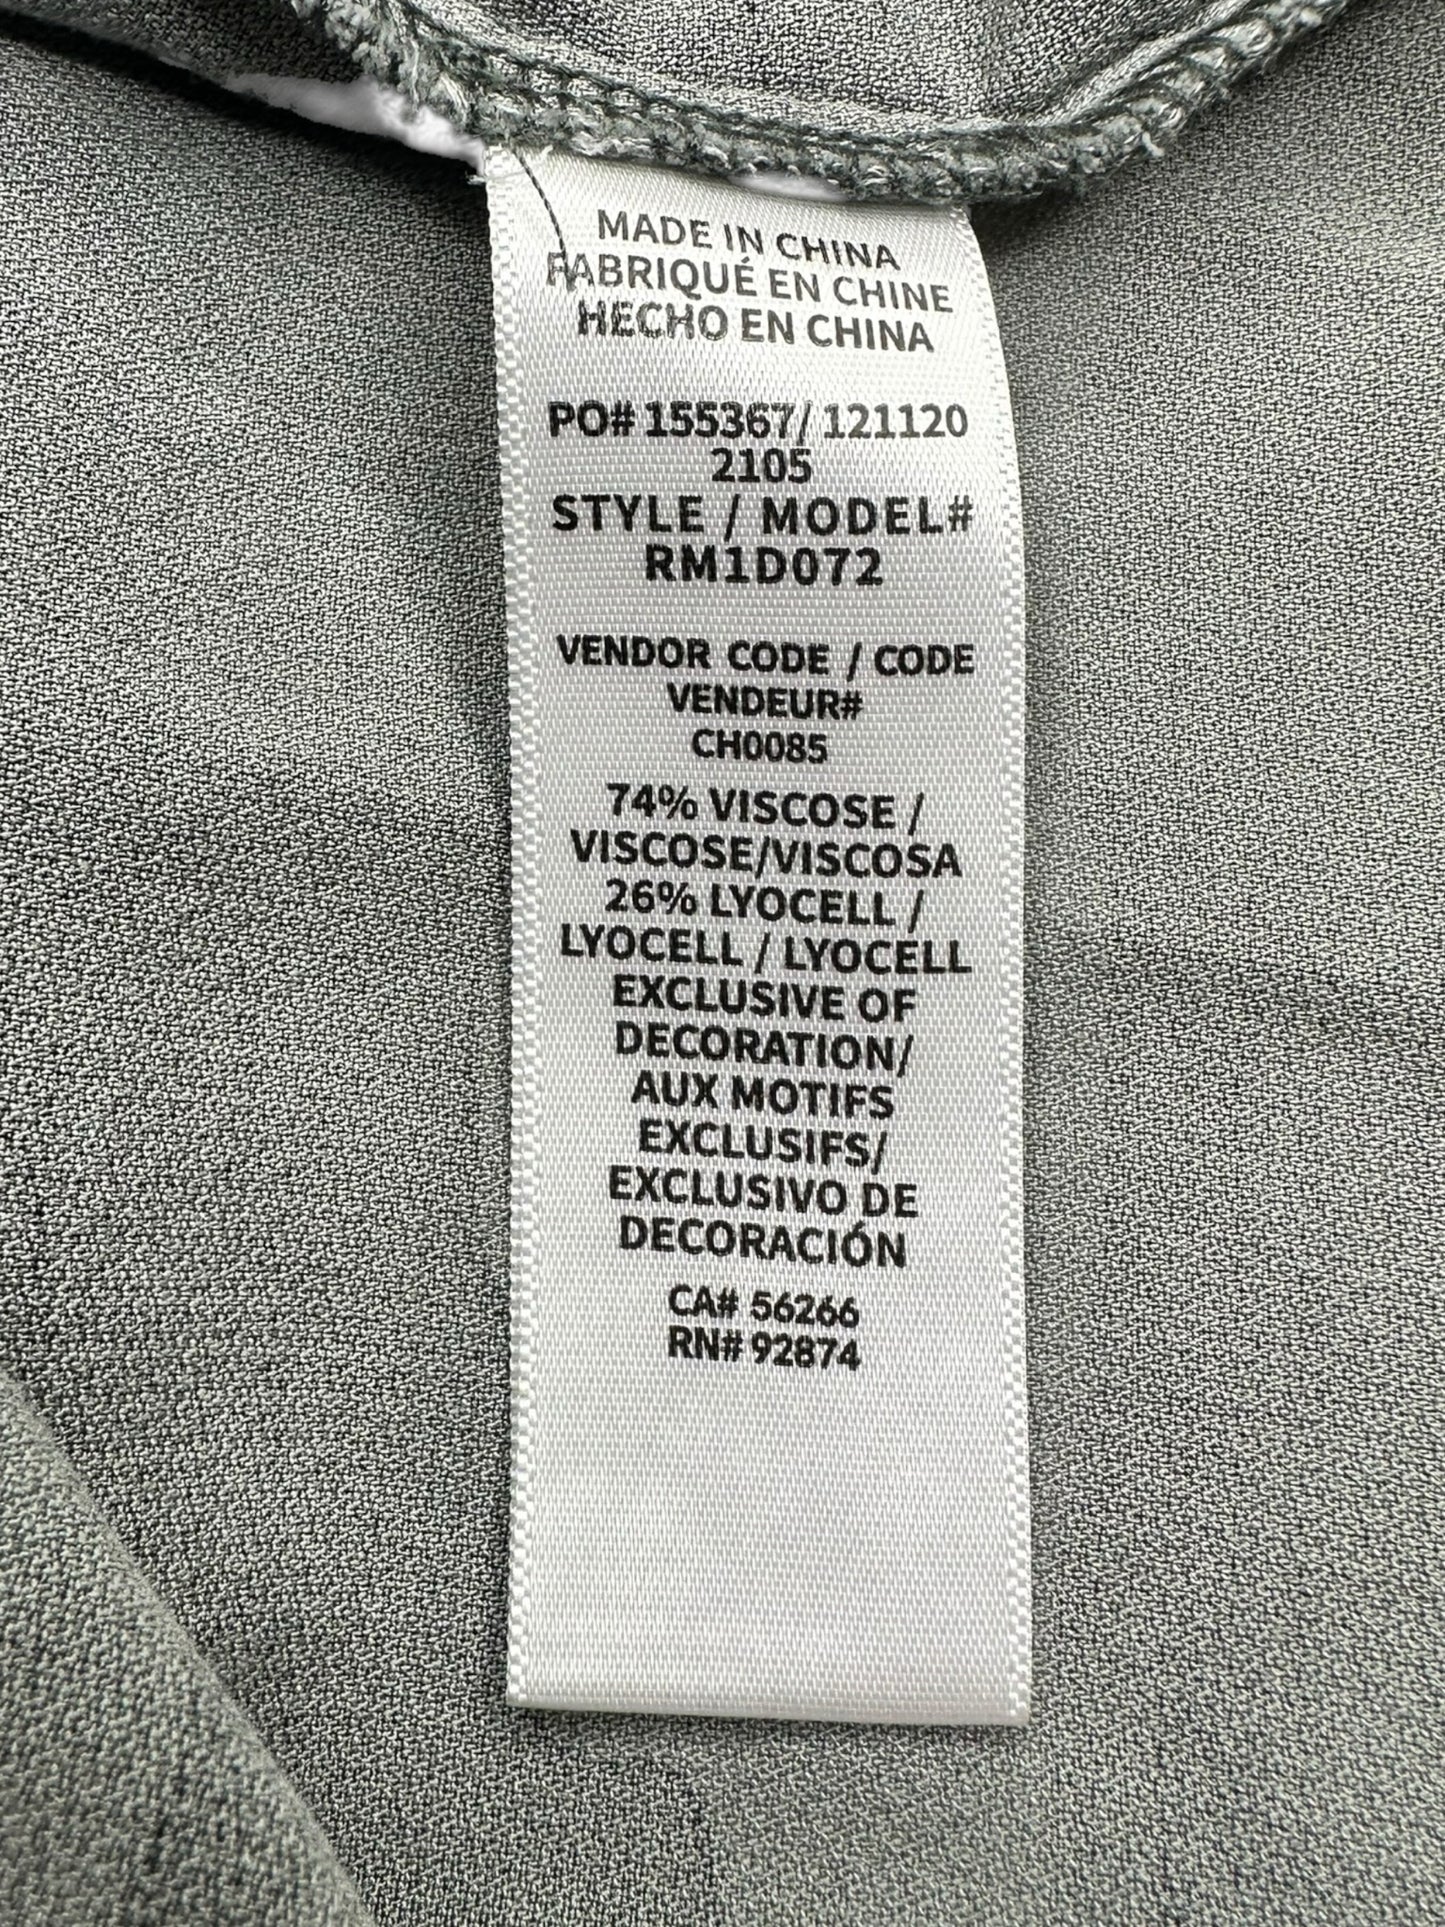 MADE IN CHINA
FABRIQUÉ EN CHINE
HECHO EN CHINA
PO# 155367/ 121120
2105
STYLE / MODEL#
RM1D072
VENDOR CODE / CODE
VENDEUR#
CH0085
74% VISCOSE /
VISCOSE/VISCOSA
26% LYOCELL /
LYOCELL / LYOCELL
EXCLUSIVE OF
DECORATION/
AUX MOTIFS
EXCLUSIFS/
EXCLUSIVO DE
DECORACIÓN
CA# 56266
RN# 92874